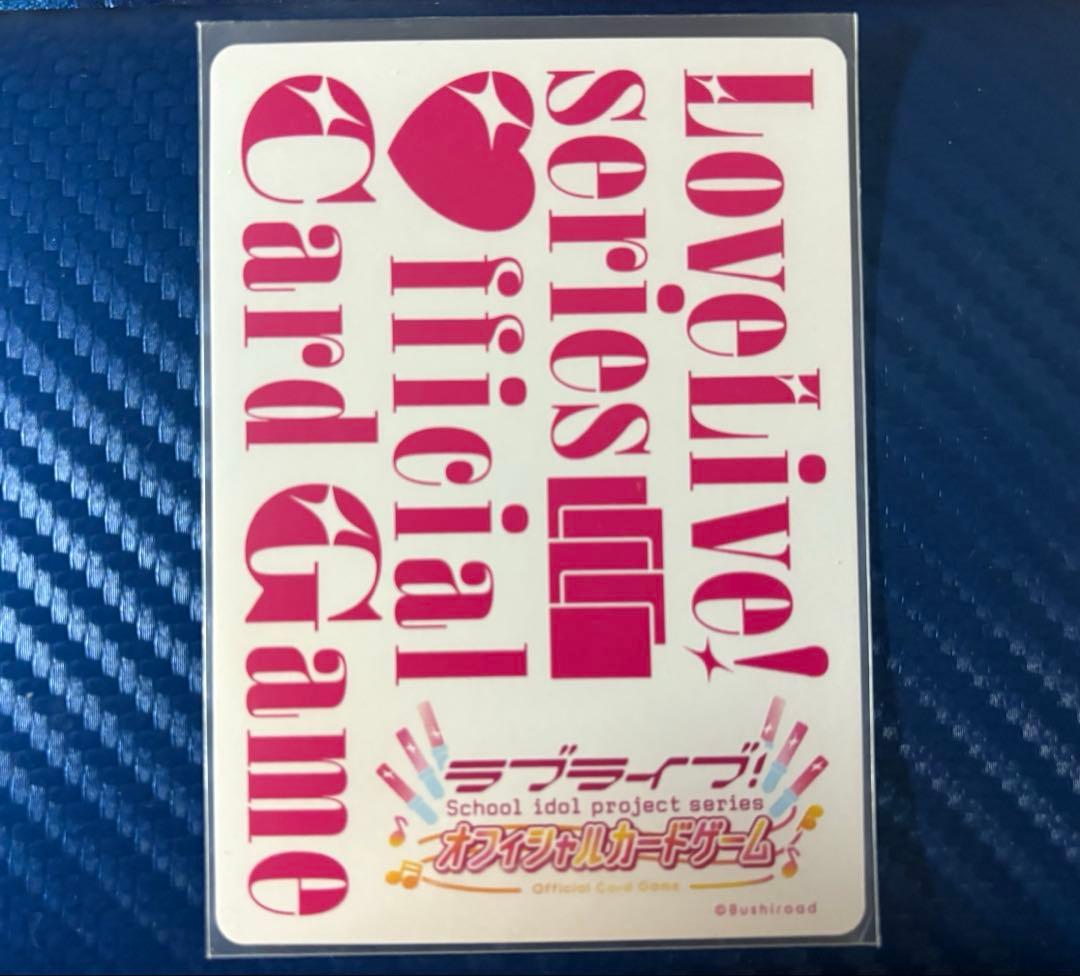 LoveLive!
series
Official
Card Game
ラブライブ!
School idol project series
オフィシャルカードゲーム
Official Card Game
©Bushiroad